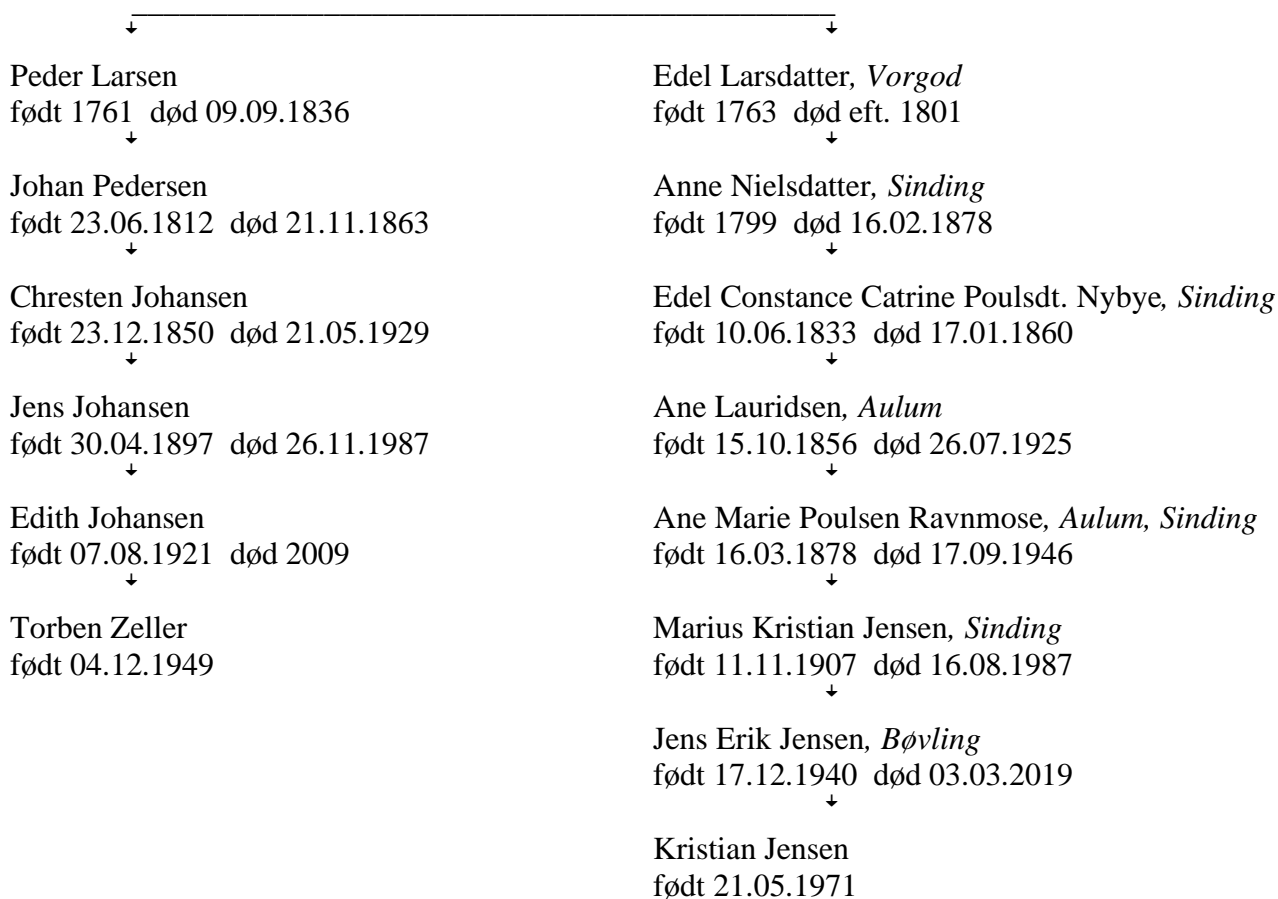 Peder Larsen
født 1761 død 09.09.1836
Johan Pedersen
født 23.06.1812 død 21.11.1863
Chresten Johansen
født 23.12.1850 død 21.05.1929
Jens Johansen
født 30.04.1897 død 26.11.1987
Edith Johansen
født 07.08.1921 død 2009
Torben Zeller
født 04.12.1949
Edel Larsdatter, Vorgod
født 1763 død eft. 1801
Anne Nielsdatter, Sinding
født 1799 død 16.02.1878
Edel Constance Catrine Poulsdt. Nybye, Sinding
født 10.06.1833 død 17.01.1860
Ane Lauridsen, Aulum
født 15.10.1856 død 26.07.1925
Ane Marie Poulsen Ravnmose, Aulum, Sinding
født 16.03.1878 død 17.09.1946
Marius Kristian Jensen, Sinding
født 11.11.1907 død 16.08.1987
Jens Erik Jensen, Bøvling
født 17.12.1940 død 03.03.2019
Kristian Jensen
født 21.05.1971